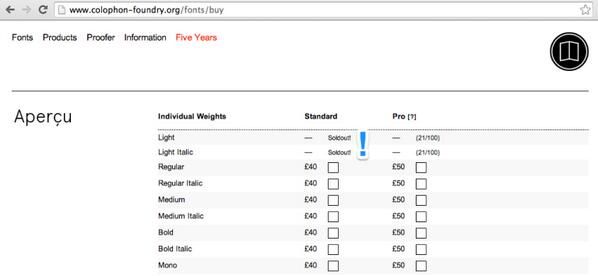 www.colophon-foundry.org/fonts/buy
Fonts Products Proofer Information Five Years
Aperçu
Individual Weights Standard Pro [?]
Light — Soldout! — (21/100)
Light Italic — Soldout! — (21/100)
Regular £40 £50
Regular Italic £40 £50
Medium £40 £50
Medium Italic £40 £50
Bold £40 £50
Bold Italic £40 £50
Mono £40 £50